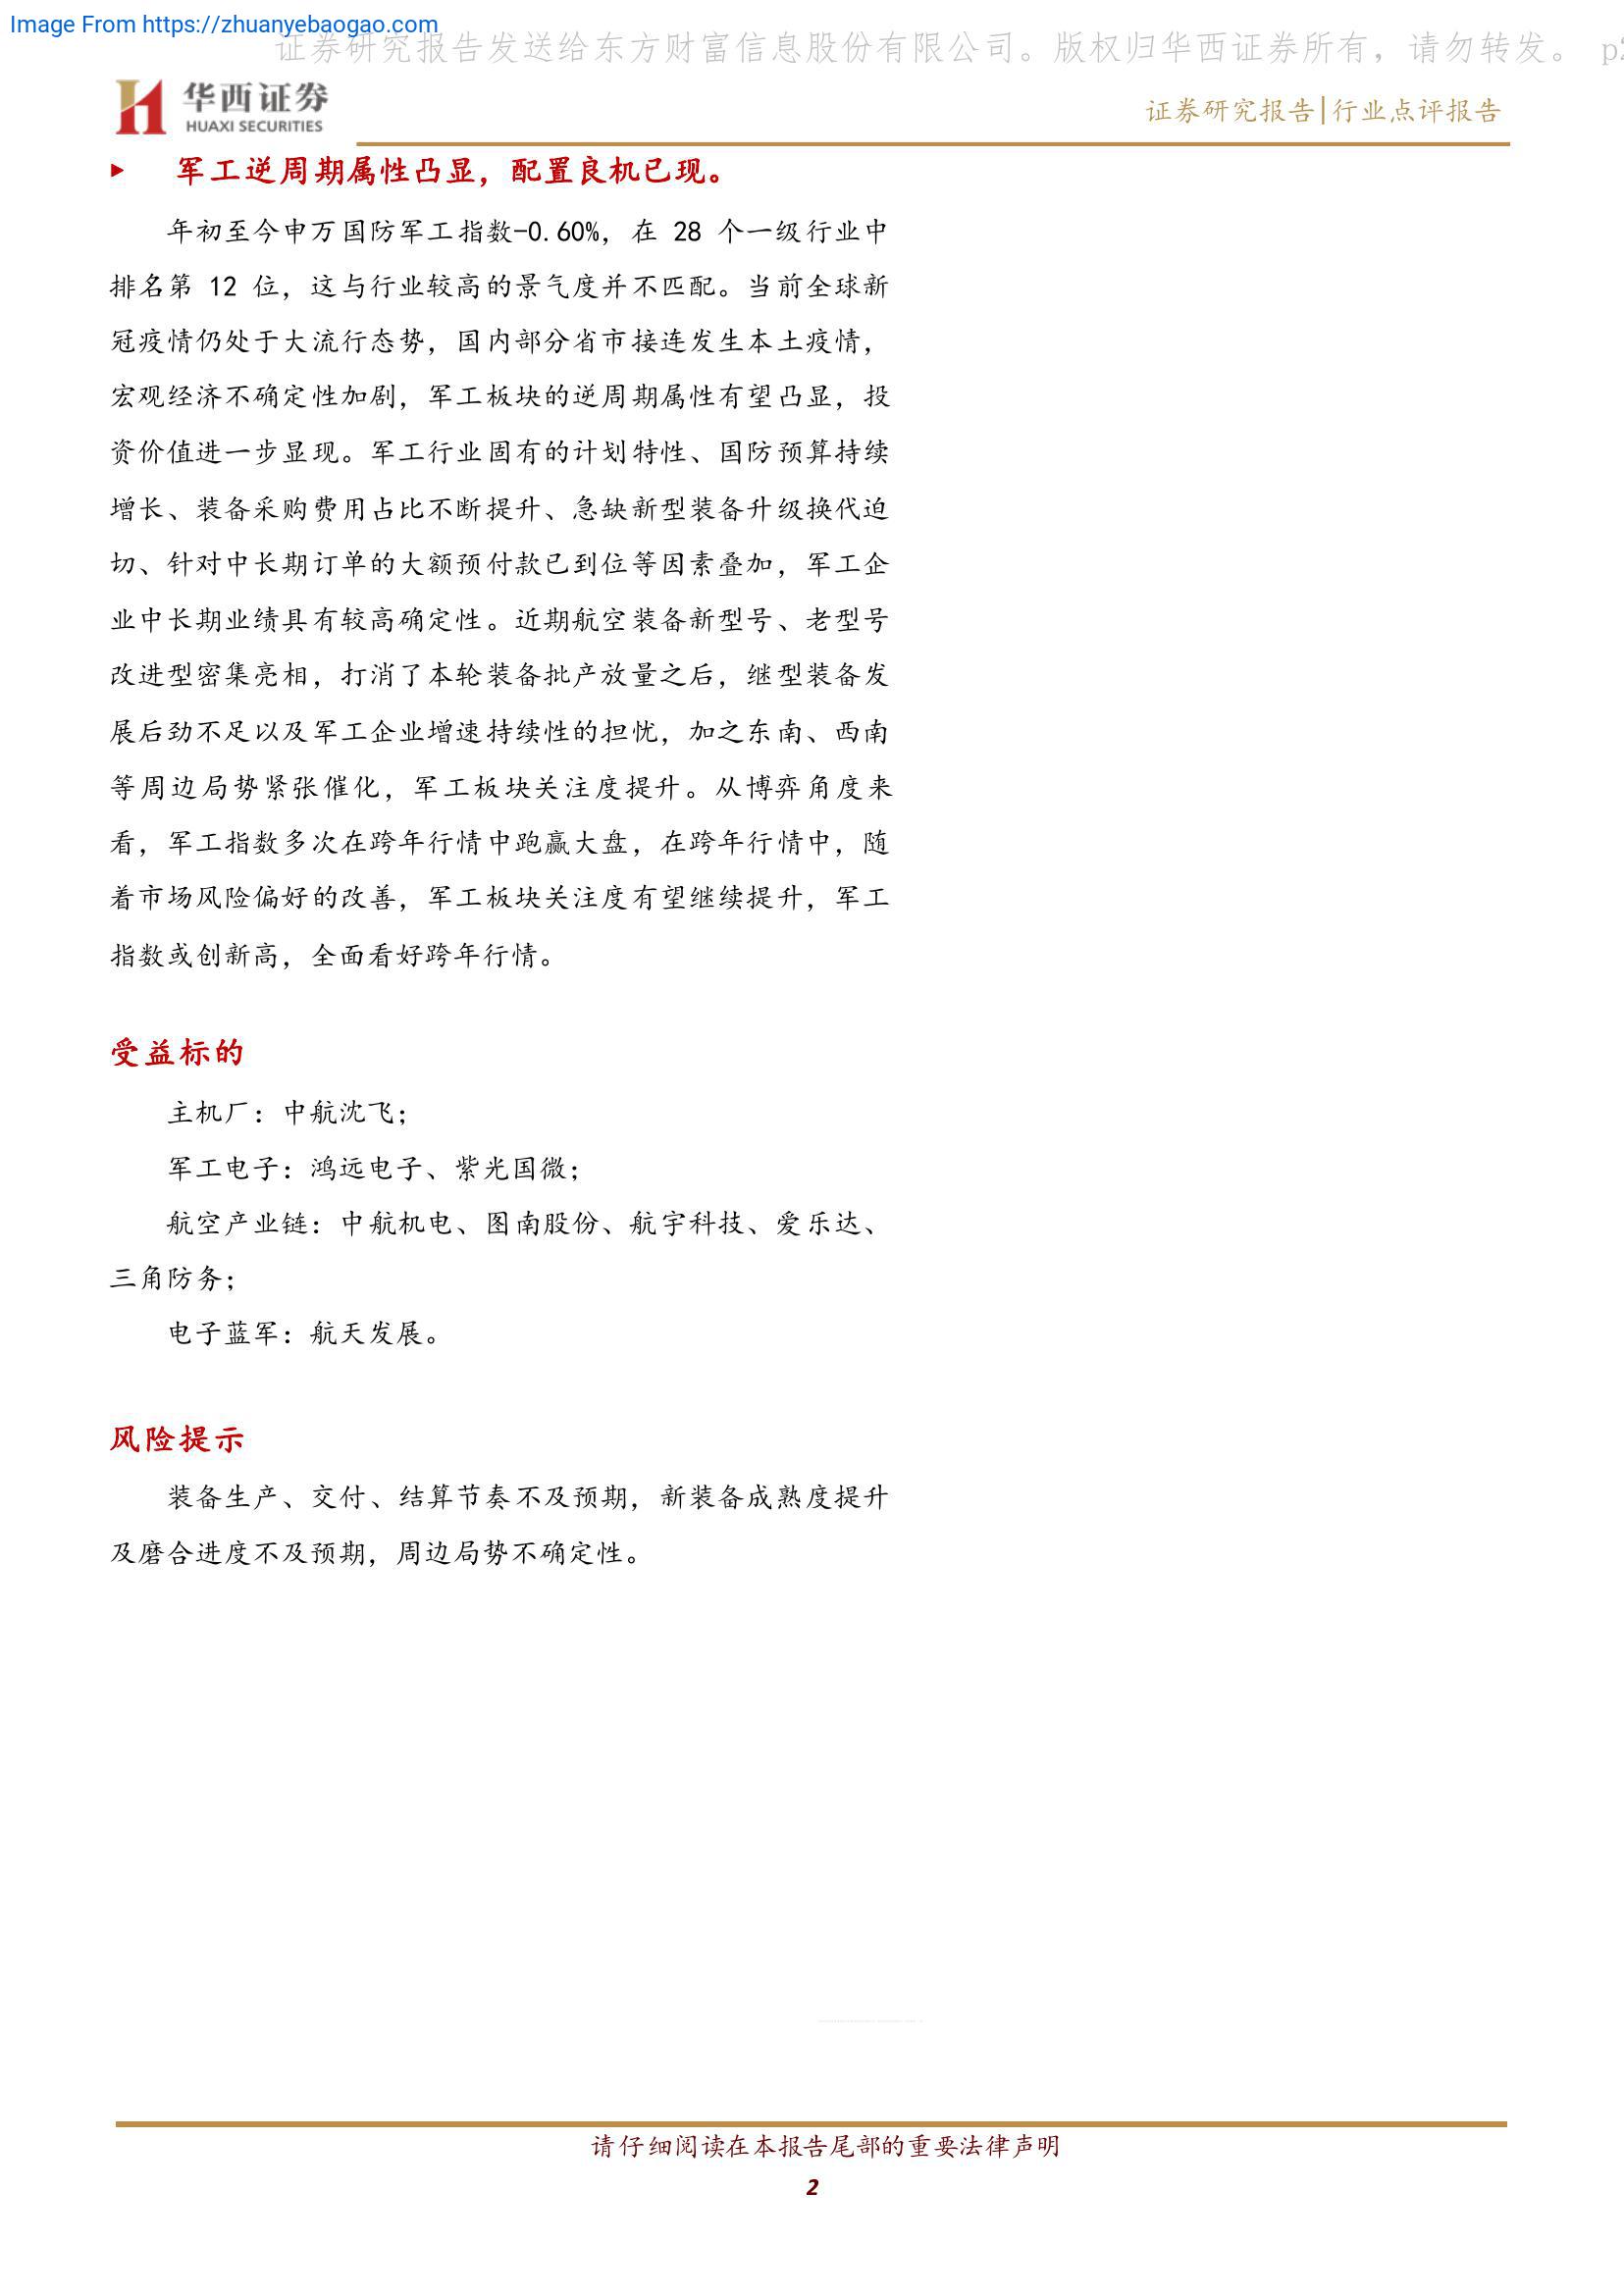 Image From https://zhuanyebaogao.com
证券研究报告发送给东方财富信息股份有限公司。版权归华西证券所有，请勿转发。 p2
华西证券
HUAXI SECURITIES
证券研究报告|行业点评报告
▶ 军工逆周期属性凸显，配置良机已现。
年初至今申万国防军工指数-0.60%，在 28 个一级行业中
排名第 12 位，这与行业较高的景气度并不匹配。当前全球新
冠疫情仍处于大流行态势，国内部分省市接连发生本土疫情，
宏观经济不确定性加剧，军工板块的逆周期属性有望凸显，投
资价值进一步显现。军工行业固有的计划特性、国防预算持续
增长、装备采购费用占比不断提升、急缺新型装备升级换代迫
切、针对中长期订单的大额预付款已到位等因素叠加，军工企
业中长期业绩具有较高确定性。近期航空装备新型号、老型号
改进型密集亮相，打消了本轮装备批产放量之后，继型装备发
展后劲不足以及军工企业增速持续性的担忧，加之东南、西南
等周边局势紧张催化，军工板块关注度提升。从博弈角度来
看，军工指数多次在跨年行情中跑赢大盘，在跨年行情中，随
着市场风险偏好的改善，军工板块关注度有望继续提升，军工
指数或创新高，全面看好跨年行情。
受益标的
主机厂：中航沈飞；
军工电子：鸿远电子、紫光国微；
航空产业链：中航机电、图南股份、航宇科技、爱乐达、
三角防务；
电子蓝军：航天发展。
风险提示
装备生产、交付、结算节奏不及预期，新装备成熟度提升
及磨合进度不及预期，周边局势不确定性。
请仔细阅读在本报告尾部的重要法律声明
2